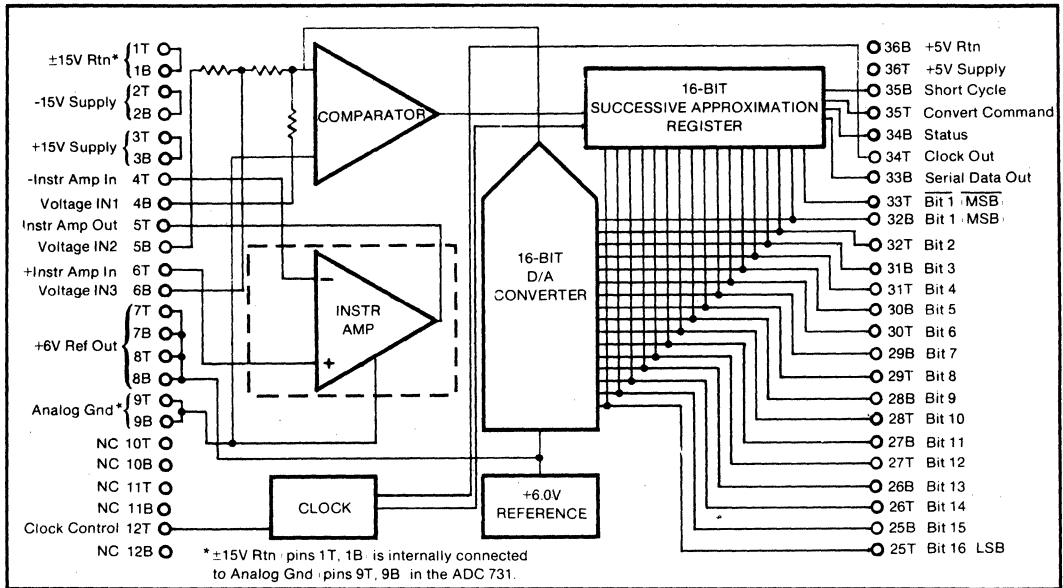 ±15V Rtn*
1T
1B
-15V Supply
2T
2B
+15V Supply
3T
3B
-Instr Amp In 4T
Voltage IN1 4B
Instr Amp Out 5T
Voltage IN2 5B
+Instr Amp In 6T
Voltage IN3 6B
+6V Ref Out
7T
7B
8T
8B
Analog Gnd*
9T
9B
NC 10T
NC 10B
NC 11T
NC 11B
Clock Control 12T
NC 12B
COMPARATOR
−
INSTR
AMP
+
16-BIT
D/A
CONVERTER
16-BIT
SUCCESSIVE APPROXIMATION
REGISTER
CLOCK
+6.0V
REFERENCE
36B +5V Rtn
36T +5V Supply
35B Short Cycle
35T Convert Command
34B Status
34T Clock Out
33B Serial Data Out
33T Bit 1 (MSB)
32B Bit 1 (MSB)
32T Bit 2
31B Bit 3
31T Bit 4
30B Bit 5
30T Bit 6
29B Bit 7
29T Bit 8
28B Bit 9
28T Bit 10
27B Bit 11
27T Bit 12
26B Bit 13
26T Bit 14
25B Bit 15
25T Bit 16 LSB
*±15V Rtn (pins 1T, 1B) is internally connected
to Analog Gnd (pins 9T, 9B) in the ADC 731.